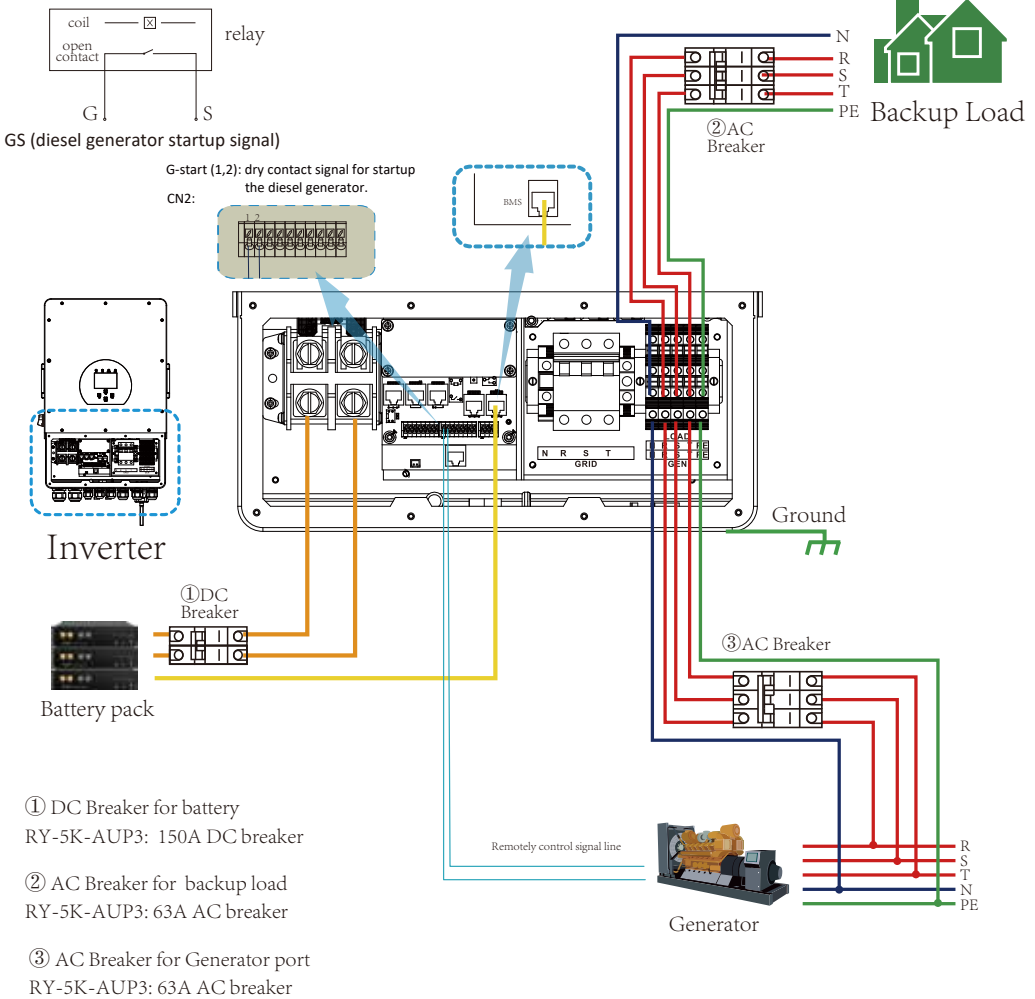 coil
X
open
contact
relay
G
S
GS (diesel generator startup signal)
G-start (1,2): dry contact signal for startup
the diesel generator.
CN2:
1 2
BMS
N
R
S
T
PE
Backup Load
②AC
Breaker
Inverter
N R S T
GRID
LOAD
N R S T PE
N R S T PE
GEN
Ground
①DC
Breaker
Battery pack
③AC Breaker
① DC Breaker for battery
RY-5K-AUP3: 150A DC breaker
② AC Breaker for backup load
RY-5K-AUP3: 63A AC breaker
③ AC Breaker for Generator port
RY-5K-AUP3: 63A AC breaker
Remotely control signal line
Generator
R
S
T
N
PE